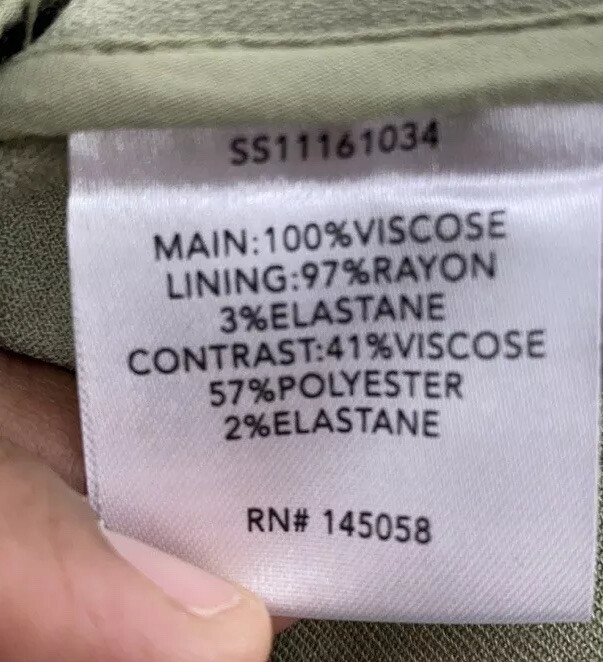 SS11161034
MAIN:100%VISCOSE
LINING:97%RAYON
3%ELASTANE
CONTRAST:41%VISCOSE
57%POLYESTER
2%ELASTANE
RN# 145058